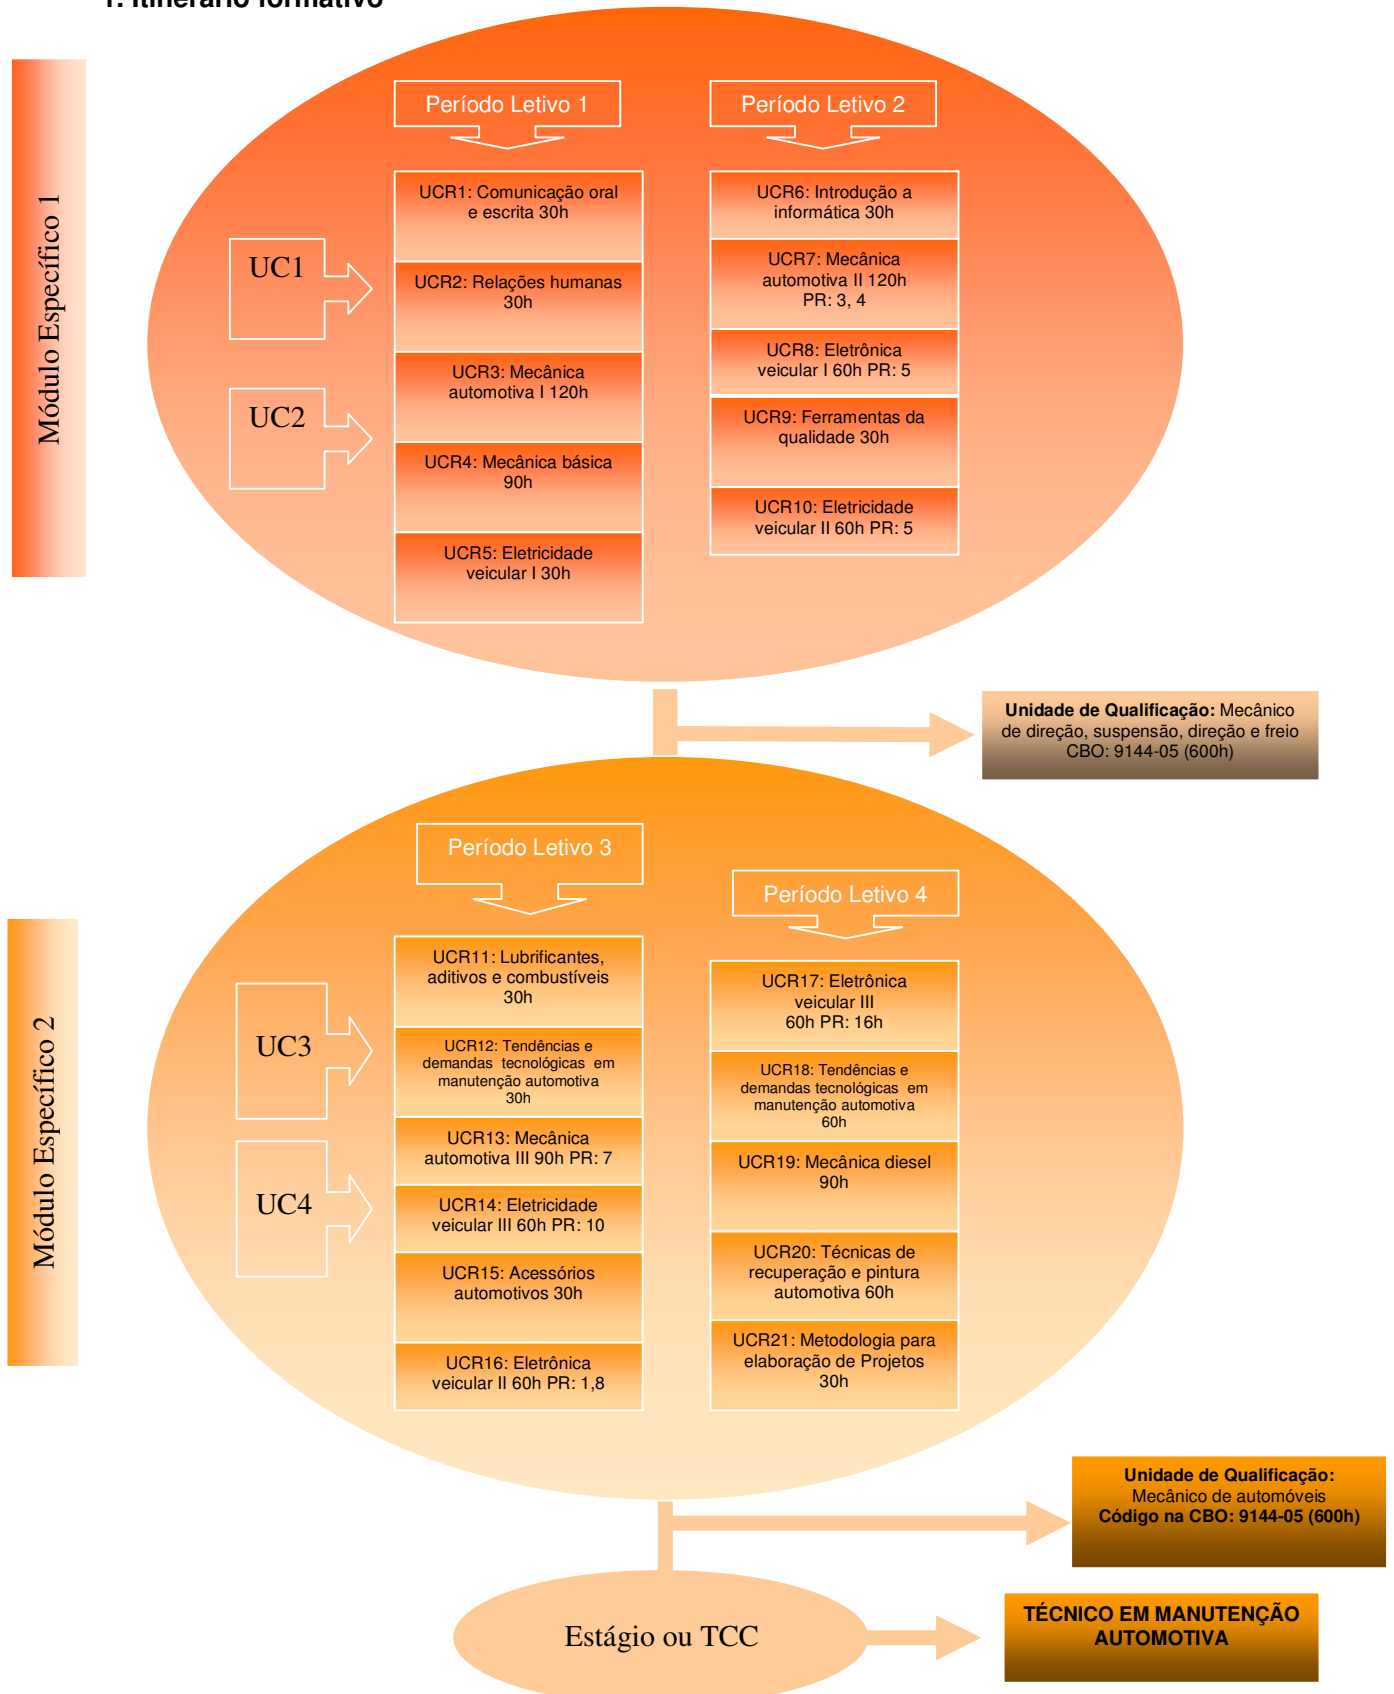 1. Itinerário formativo
Módulo Específico 1
Período Letivo 1
UC1
UC2
UCR1: Comunicação oral
e escrita 30h
UCR2: Relações humanas
30h
UCR3: Mecânica
automotiva I 120h
UCR4: Mecânica básica
90h
UCR5: Eletricidade
veicular I 30h
Período Letivo 2
UCR6: Introdução a
informática 30h
UCR7: Mecânica
automotiva II 120h
PR: 3, 4
UCR8: Eletrônica
veicular I 60h PR: 5
UCR9: Ferramentas da
qualidade 30h
UCR10: Eletricidade
veicular II 60h PR: 5
Unidade de Qualificação: Mecânico
de direção, suspensão, direção e freio
CBO: 9144-05 (600h)
Módulo Específico 2
Período Letivo 3
UC3
UC4
UCR11: Lubrificantes,
aditivos e combustíveis
30h
UCR12: Tendências e
demandas tecnológicas em
manutenção automotiva
30h
UCR13: Mecânica
automotiva III 90h PR: 7
UCR14: Eletricidade
veicular III 60h PR: 10
UCR15: Acessórios
automotivos 30h
UCR16: Eletrônica
veicular II 60h PR: 1,8
Período Letivo 4
UCR17: Eletrônica
veicular III
60h PR: 16h
UCR18: Tendências e
demandas tecnológicas em
manutenção automotiva
60h
UCR19: Mecânica diesel
90h
UCR20: Técnicas de
recuperação e pintura
automotiva 60h
UCR21: Metodologia para
elaboração de Projetos
30h
Unidade de Qualificação:
Mecânico de automóveis
Código na CBO: 9144-05 (600h)
Estágio ou TCC
TÉCNICO EM MANUTENÇÃO
AUTOMOTIVA